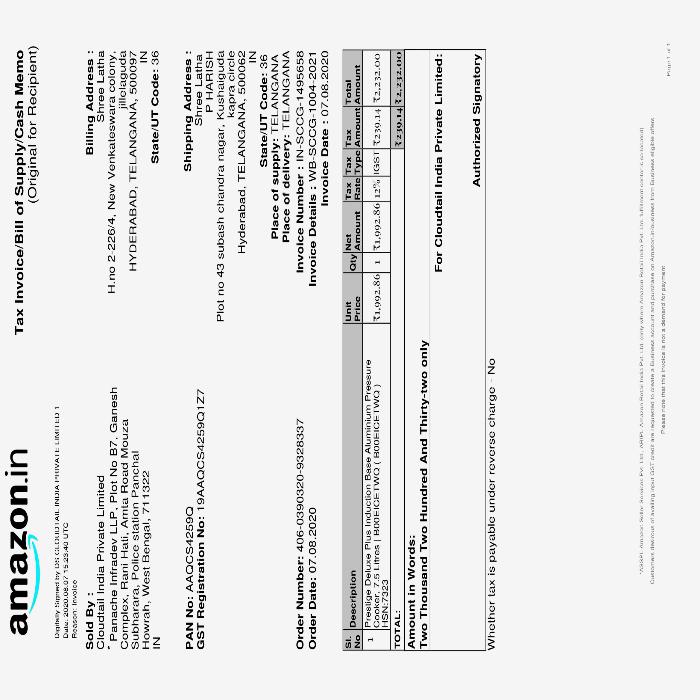 amazon.in
Tax Invoice/Bill of Supply/Cash Memo
(Original for Recipient)
Digitally Signed by DS CLOUDTAIL INDIA PRIVATE LIMITED 1
Date: 2020.08.07 15:23:40 UTC
Reason: Invoice
Sold By :
Cloudtail India Private Limited
* Panache Infradev LLP, Plot No B7, Ganesh
Complex, Rani Hati, Amta Road Mouza
Subharara, Police station Panchal
Howrah, West Bengal, 711322
IN
Billing Address :
Shree Latha
H.no 2-226/4, New Venkateswara colony,
jillelaguda
HYDERABAD, TELANGANA, 500097
IN
State/UT Code: 36
PAN No: AAQCS4259Q
GST Registration No: 19AAQCS4259Q1Z7
Shipping Address :
Shree Latha
P HARISH
Plot no 43 subash chandra nagar, Kushaiguda
kapra circle
Hyderabad, TELANGANA, 500062
IN
State/UT Code: 36
Place of supply: TELANGANA
Place of delivery: TELANGANA
Order Number: 406-0390320-9328337
Order Date: 07.08.2020
Invoice Number : IN-SCCG-1495658
Invoice Details : WB-SCCG-1004-2021
Invoice Date : 07.08.2020
Sl. No Description Unit Price Qty Net Amount Tax Rate Tax Type Tax Amount Total Amount
1 Prestige Deluxe Plus Induction Base Aluminium Pressure ₹1,992.86 1 ₹1,992.86 12% IGST ₹239.14 ₹2,232.00
Cooker, 7.5 Litres | B00EICETWQ ( B00EICETWQ )
HSN:7323
TOTAL: ₹239.14 ₹2,232.00
Amount in Words:
Two Thousand Two Hundred And Thirty-two only
For Cloudtail India Private Limited:
Authorized Signatory
Whether tax is payable under reverse charge - No
*ASSPL-Amazon Seller Services Pvt. Ltd., ARIPL-Amazon Retail India Pvt. Ltd. (only where Amazon Retail India Pvt. Ltd. fulfillment center is co-located)
Customers desirous of availing input GST credit are requested to create a Business account and purchase on Amazon.in/business from Business eligible offers
Please note that this invoice is not a demand for payment
Page 1 of 1